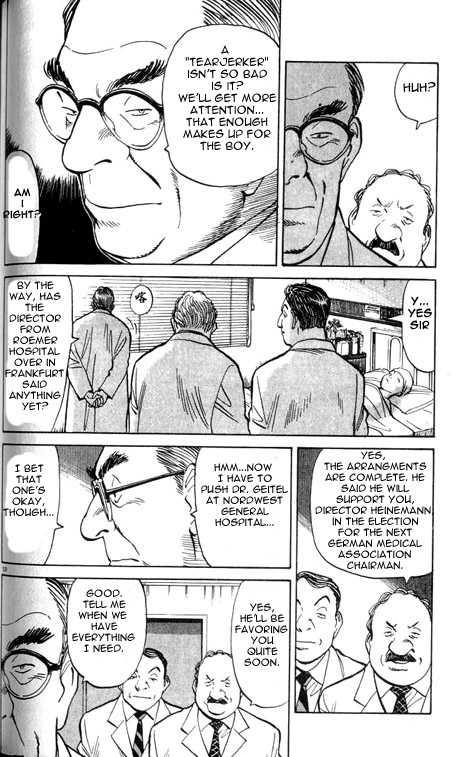 HUH?
A
"TEARJERKER"
ISN'T SO BAD
IS IT?
WE'LL GET MORE
ATTENTION...
THAT ENOUGH
MAKES UP FOR
THE BOY.
AM
I
RIGHT?
Y...
YES
SIR
BY THE
WAY, HAS
THE
DIRECTOR
FROM
ROEMER
HOSPITAL
OVER IN
FRANKFURT
SAID
ANYTHING
YET?
YES,
THE ARRANGMENTS
ARE COMPLETE. HE
SAID HE WILL
SUPPORT YOU,
DIRECTOR HEINEMANN
IN THE ELECTION
FOR THE NEXT
GERMAN MEDICAL
ASSOCIATION
CHAIRMAN.
HMM...NOW
I HAVE TO
PUSH DR. GEITEL
AT NORDWEST
GENERAL
HOSPITAL...
I BET
THAT
ONE'S
OKAY,
THOUGH...
YES,
HE'LL BE
FAVORING
YOU
QUITE
SOON.
GOOD.
TELL ME
WHEN WE
HAVE
EVERYTHING
I NEED.